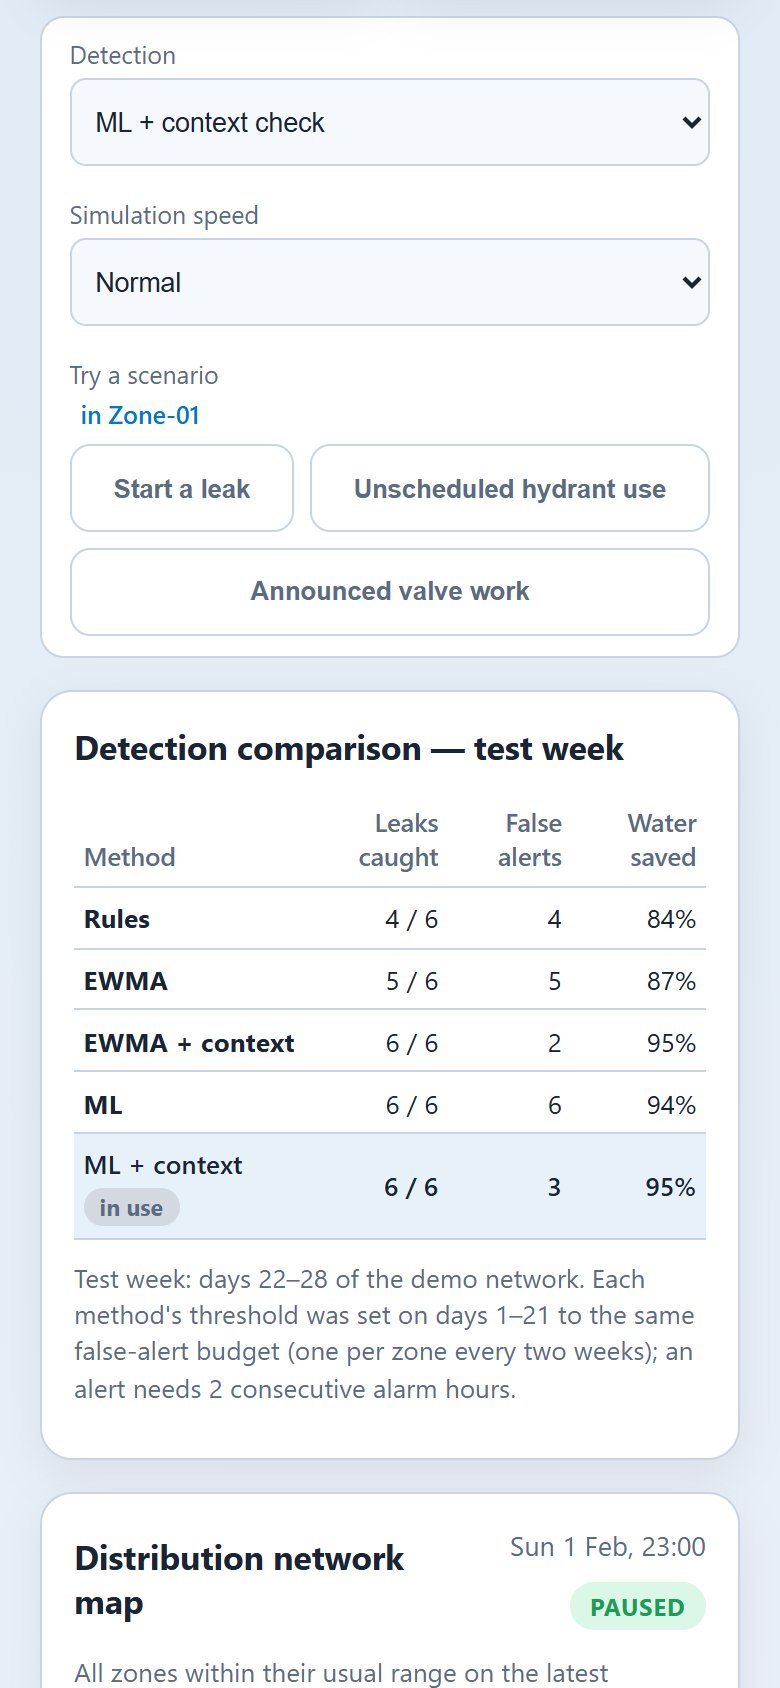 Detection
ML + context check
Simulation speed
Normal
Try a scenario
in Zone-01
Start a leak
Unscheduled hydrant use
Announced valve work
Detection comparison — test week
Method Leaks caught False alerts Water saved
Rules 4 / 6 4 84%
EWMA 5 / 6 5 87%
EWMA + context 6 / 6 2 95%
ML 6 / 6 6 94%
ML + context in use 6 / 6 3 95%
Test week: days 22–28 of the demo network. Each
method's threshold was set on days 1–21 to the same
false-alert budget (one per zone every two weeks); an
alert needs 2 consecutive alarm hours.
Distribution network
map
Sun 1 Feb, 23:00
PAUSED
All zones within their usual range on the latest